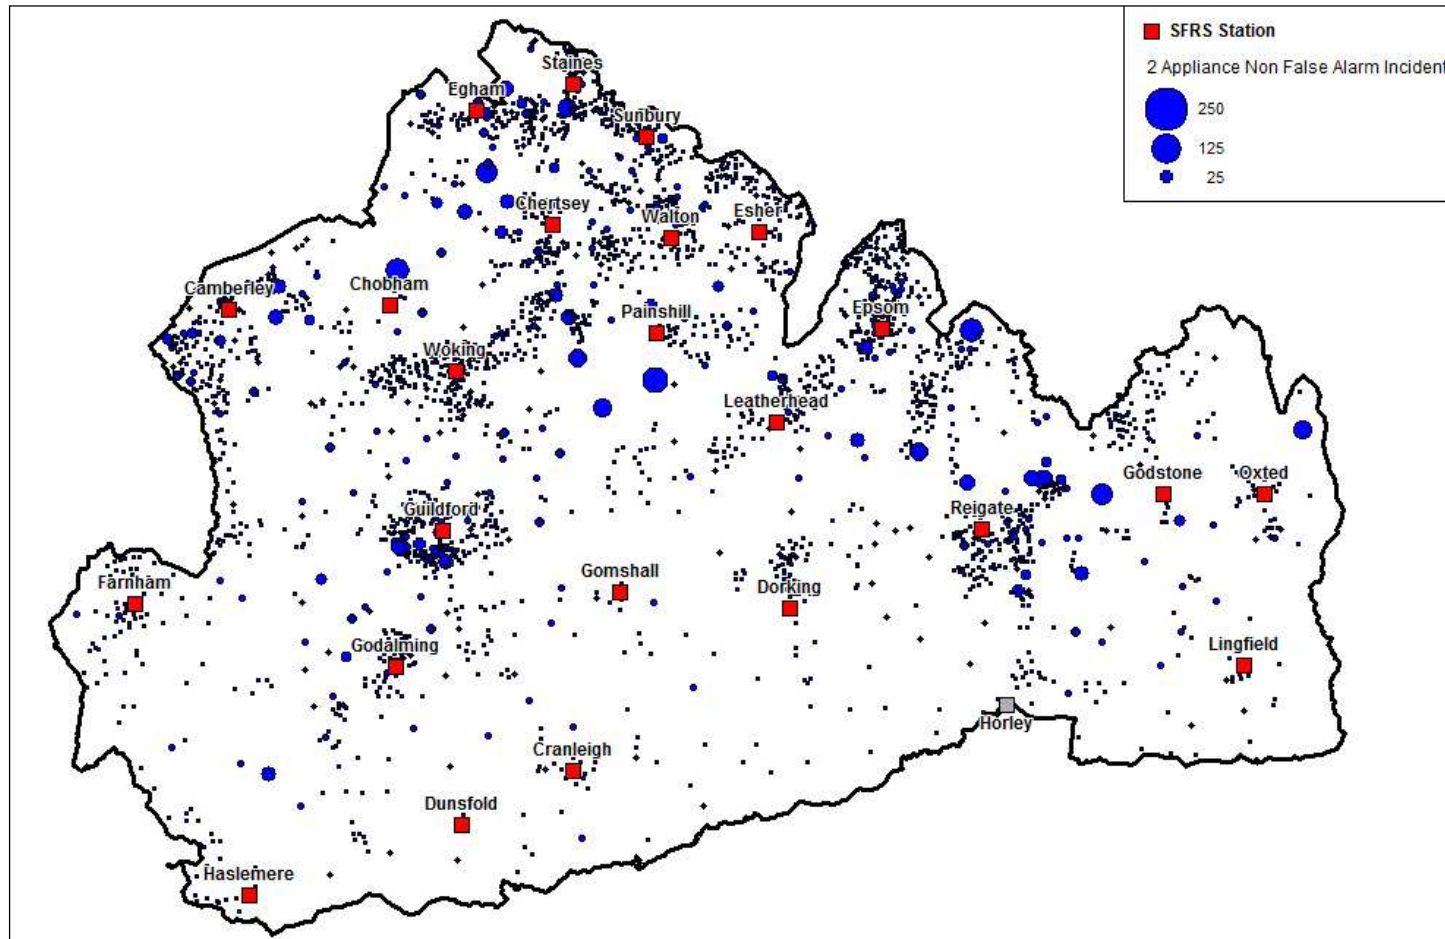 SFRS Station
2 Appliance Non False Alarm Incident
250
125
25
Staines
Egham
Sunbury
Chertsey
Walton
Esher
Camberley
Chobham
Painshill
Epsom
Woking
Leatherhead
Godstone
Oxted
Guildford
Reigate
Farnham
Gomshall
Dorking
Godalming
Lingfield
Horley
Cranleigh
Dunsfold
Haslemere